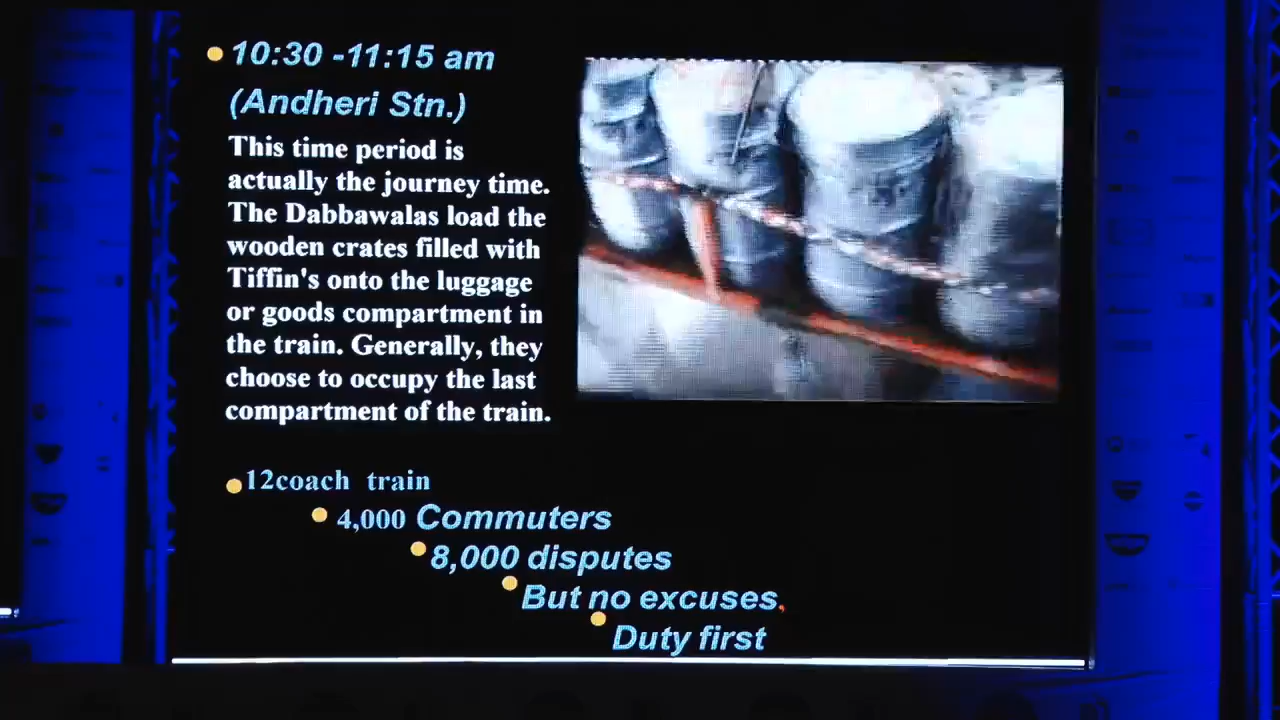 10:30 -11:15 am
(Andheri Stn.)
This time period is
actually the journey time.
The Dabbawalas load the
wooden crates filled with
Tiffin's onto the luggage
or goods compartment in
the train. Generally, they
choose to occupy the last
compartment of the train.
12coach train
4,000 Commuters
8,000 disputes
But no excuses,
Duty first